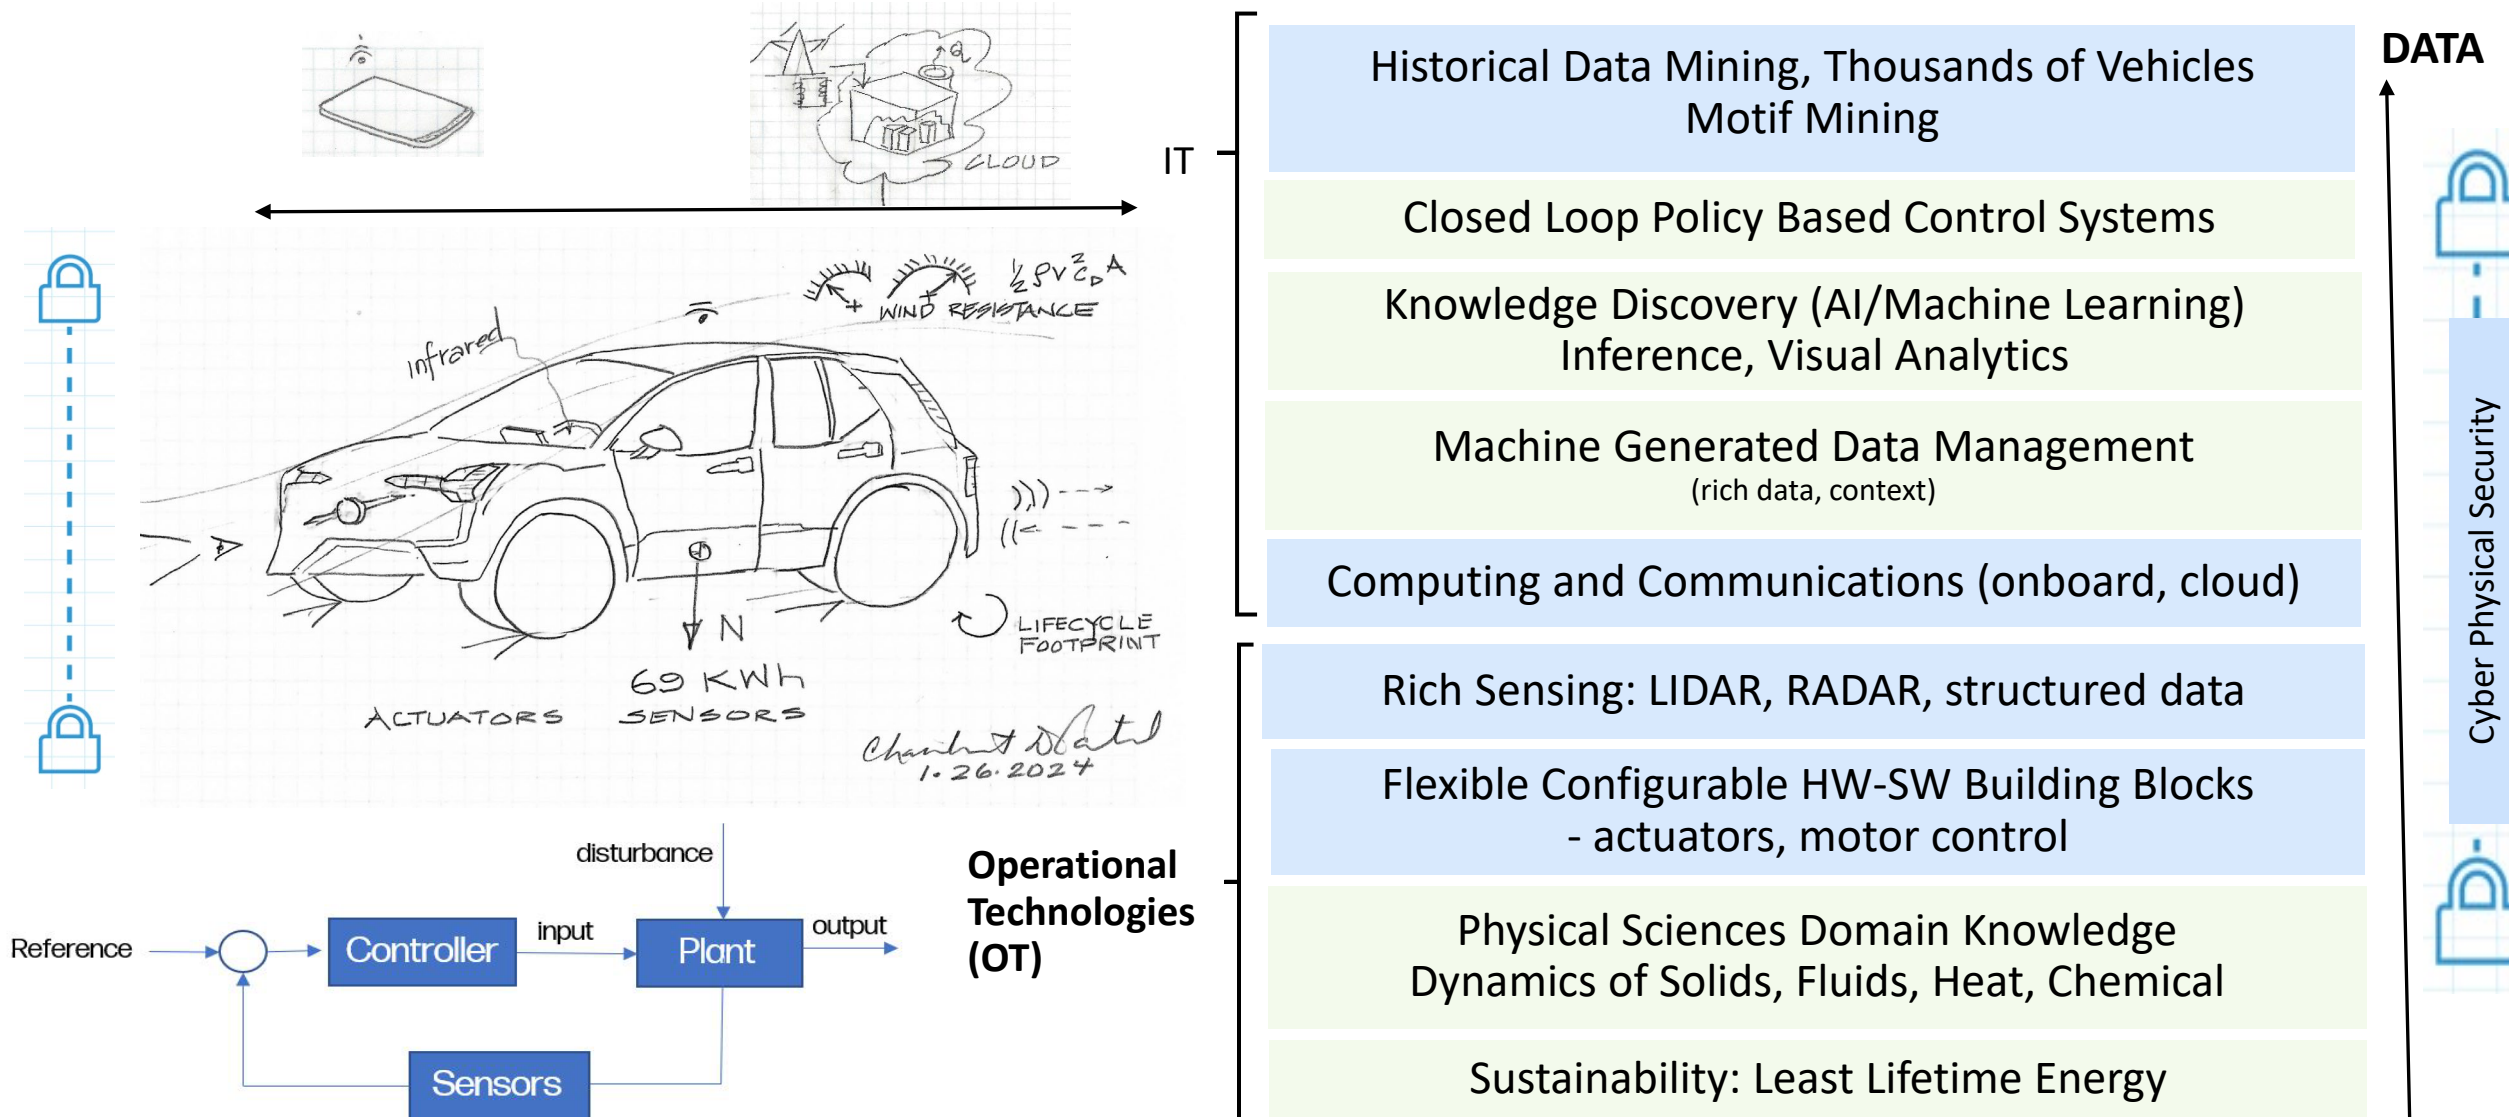 CLOUD
infrared
½ ρV² C_D A
WIND RESISTANCE
N
69 KWh
ACTUATORS SENSORS
LIFECYCLE
FOOTPRINT
1.26.2024
disturbance
Reference
Controller
input
Plant
output
Sensors
IT
Historical Data Mining, Thousands of Vehicles
Motif Mining
Closed Loop Policy Based Control Systems
Knowledge Discovery (AI/Machine Learning)
Inference, Visual Analytics
Machine Generated Data Management
(rich data, context)
Computing and Communications (onboard, cloud)
Operational
Technologies
(OT)
Rich Sensing: LIDAR, RADAR, structured data
Flexible Configurable HW-SW Building Blocks
- actuators, motor control
Physical Sciences Domain Knowledge
Dynamics of Solids, Fluids, Heat, Chemical
Sustainability: Least Lifetime Energy
DATA
Cyber Physical Security